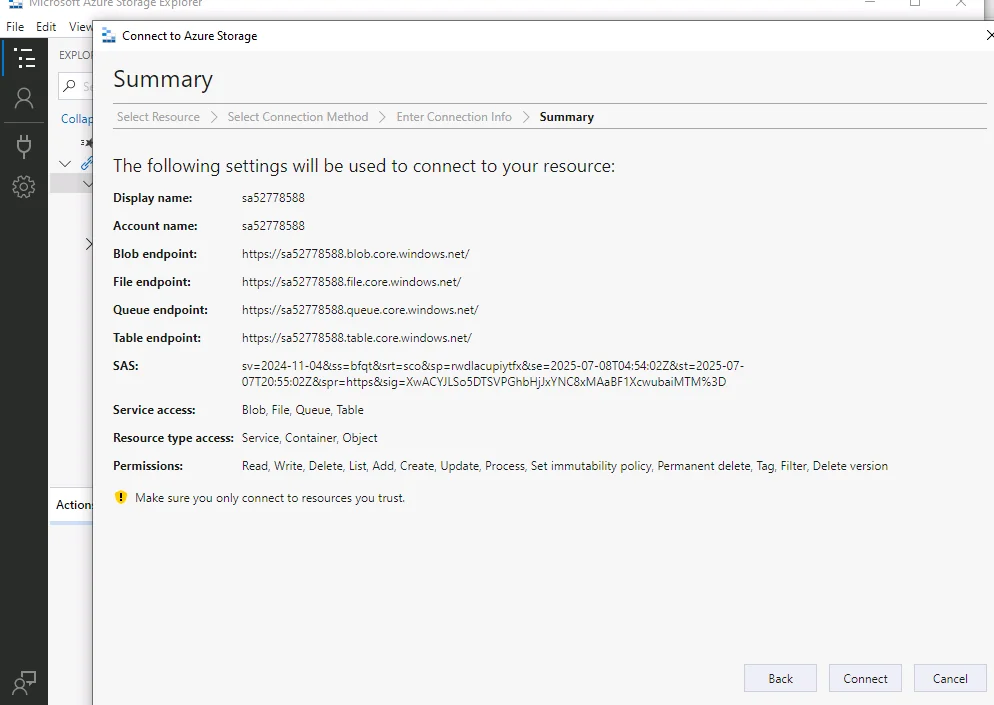 Microsoft Azure Storage Explorer
File Edit View
Connect to Azure Storage
Summary
Select Resource Select Connection Method Enter Connection Info Summary
The following settings will be used to connect to your resource:
Display name: sa52778588
Account name: sa52778588
Blob endpoint: https://sa52778588.blob.core.windows.net/
File endpoint: https://sa52778588.file.core.windows.net/
Queue endpoint: https://sa52778588.queue.core.windows.net/
Table endpoint: https://sa52778588.table.core.windows.net/
SAS: sv=2024-11-04&ss=bfqt&srt=sco&sp=rwdlacupiytfx&se=2025-07-08T04:54:02Z&st=2025-07-
07T20:55:02Z&spr=https&sig=XwACYJLSo5DTSVPGhbHjJxYNC8xMAaBF1XcwubaiMTM%3D
Service access: Blob, File, Queue, Table
Resource type access: Service, Container, Object
Permissions: Read, Write, Delete, List, Add, Create, Update, Process, Set immutability policy, Permanent delete, Tag, Filter, Delete version
Make sure you only connect to resources you trust.
Back Connect Cancel
EXPLO
Se
Collap
Action